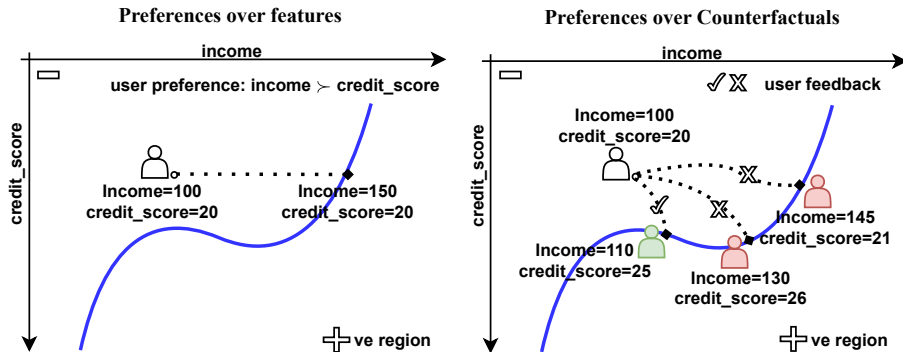 Preferences over features
income
user preference: income ≻ credit_score
credit_score
Income=100
credit_score=20
Income=150
credit_score=20
ve region
Preferences over Counterfactuals
income
user feedback
credit_score
Income=100
credit_score=20
Income=145
credit_score=21
Income=110
credit_score=25
Income=130
credit_score=26
ve region